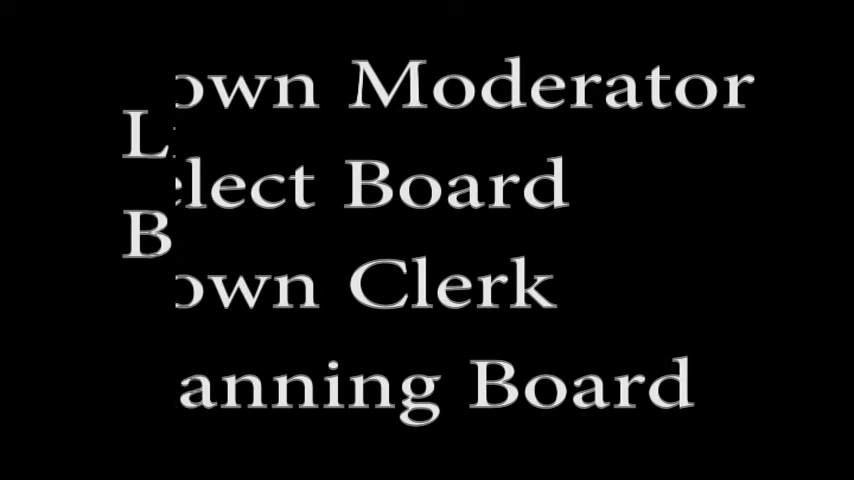 own Moderator
L
elect Board
B
own Clerk
anning Board